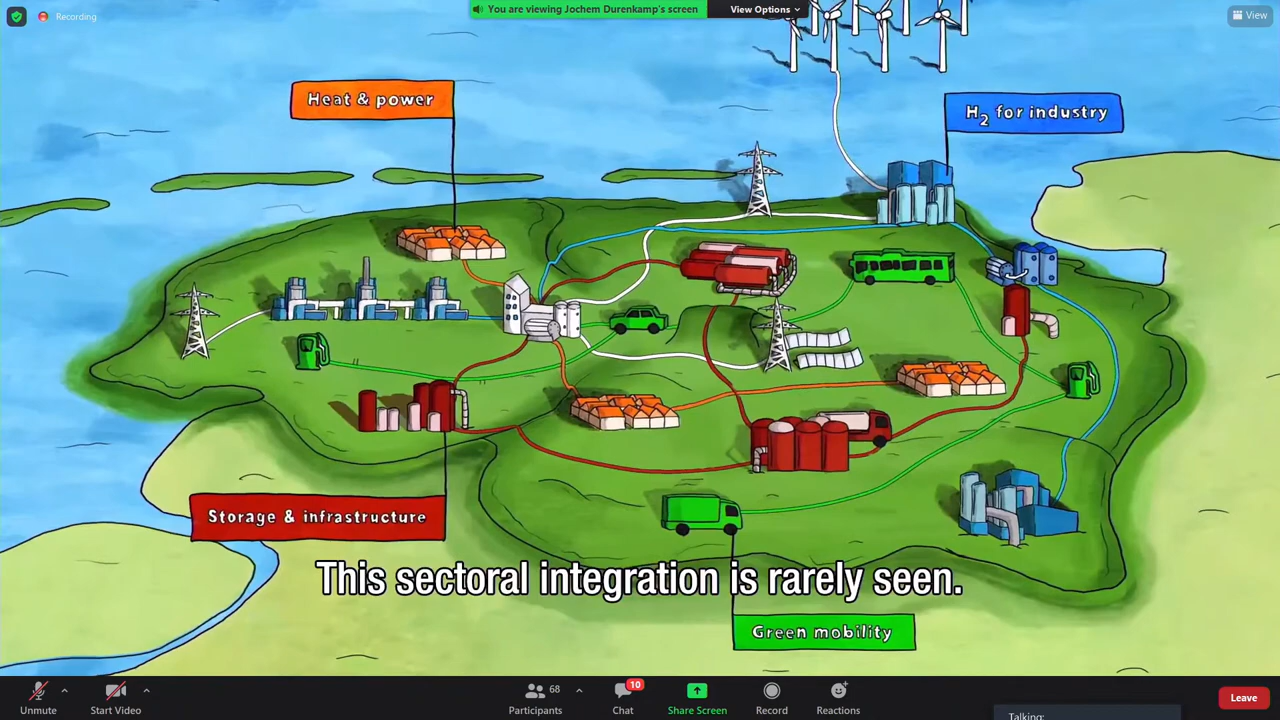 Recording
You are viewing Jochem Durenkamp's screen
View Options
View
Heat & power
H2 for industry
Storage & infrastructure
This sectoral integration is rarely seen.
Green mobility
Unmute
Start Video
68
Participants
10
Chat
Share Screen
Record
Reactions
Leave
Talking: